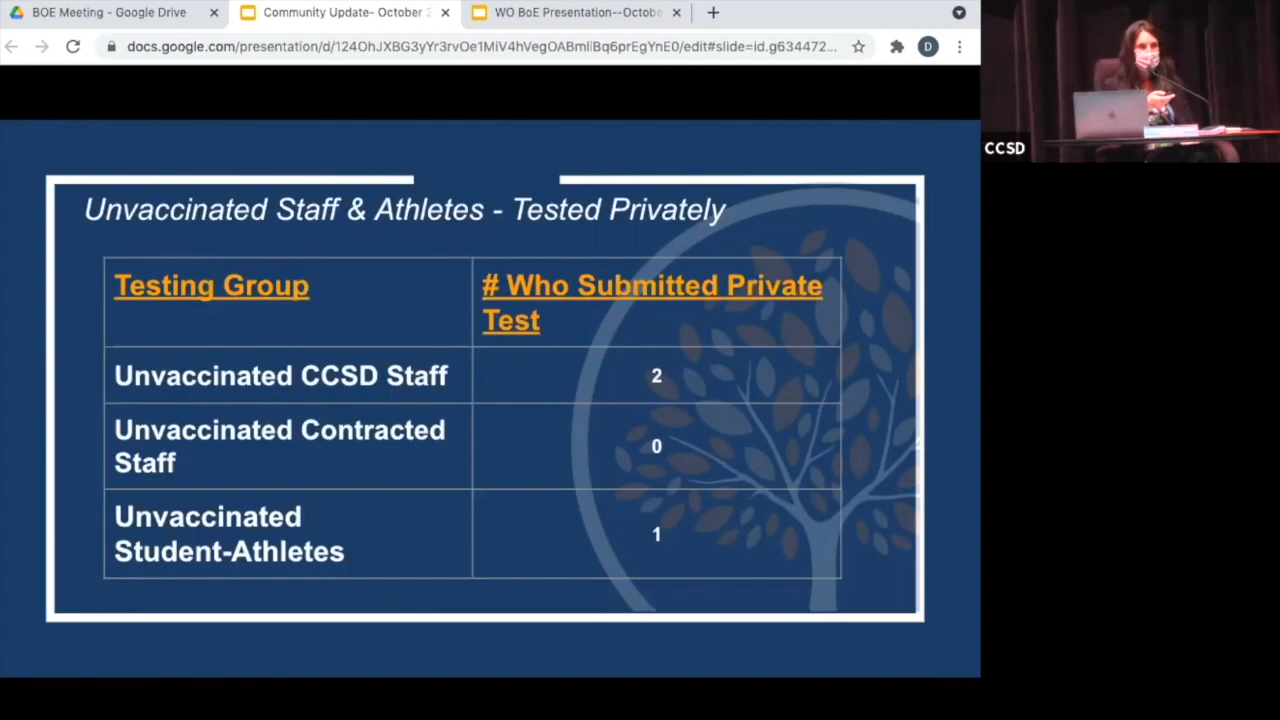 BOE Meeting - Google Drive
Community Update- October 2
WO BoE Presentation--Octobe
docs.google.com/presentation/d/124OhJXBG3yYr3rvOe1MiV4hVegOABmliBq6prEgYnE0/edit#slide=id.g634472...
D
CCSD
Unvaccinated Staff & Athletes - Tested Privately
Testing Group
# Who Submitted Private
Test
Unvaccinated CCSD Staff
2
Unvaccinated Contracted
Staff
0
Unvaccinated
Student-Athletes
1